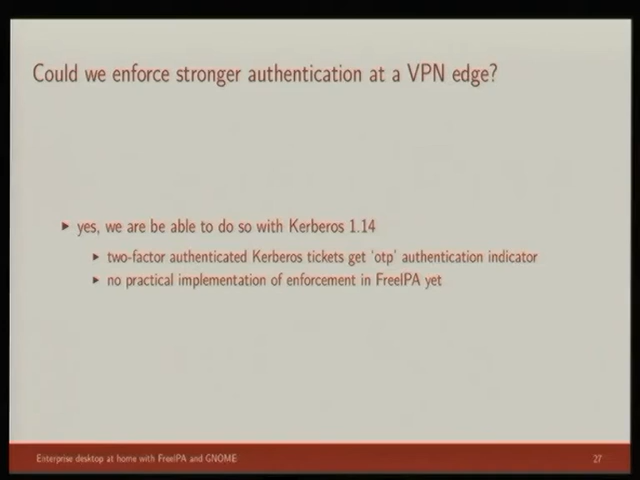 Could we enforce stronger authentication at a VPN edge?
yes, we are be able to do so with Kerberos 1.14
two-factor authenticated Kerberos tickets get 'otp' authentication indicator
no practical implementation of enforcement in FreeIPA yet
Enterprise desktop at home with FreeIPA and GNOME
27